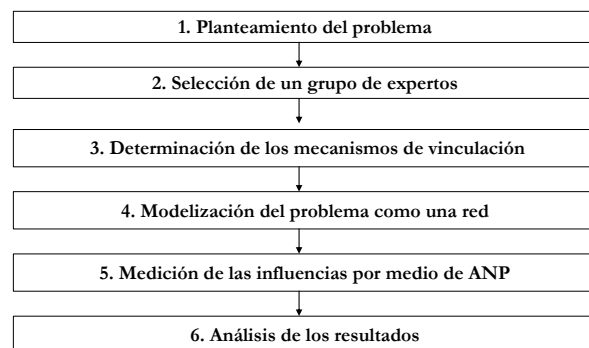 1. Planteamiento del problema
2. Selección de un grupo de expertos
3. Determinación de los mecanismos de vinculación
4. Modelización del problema como una red
5. Medición de las influencias por medio de ANP
6. Análisis de los resultados